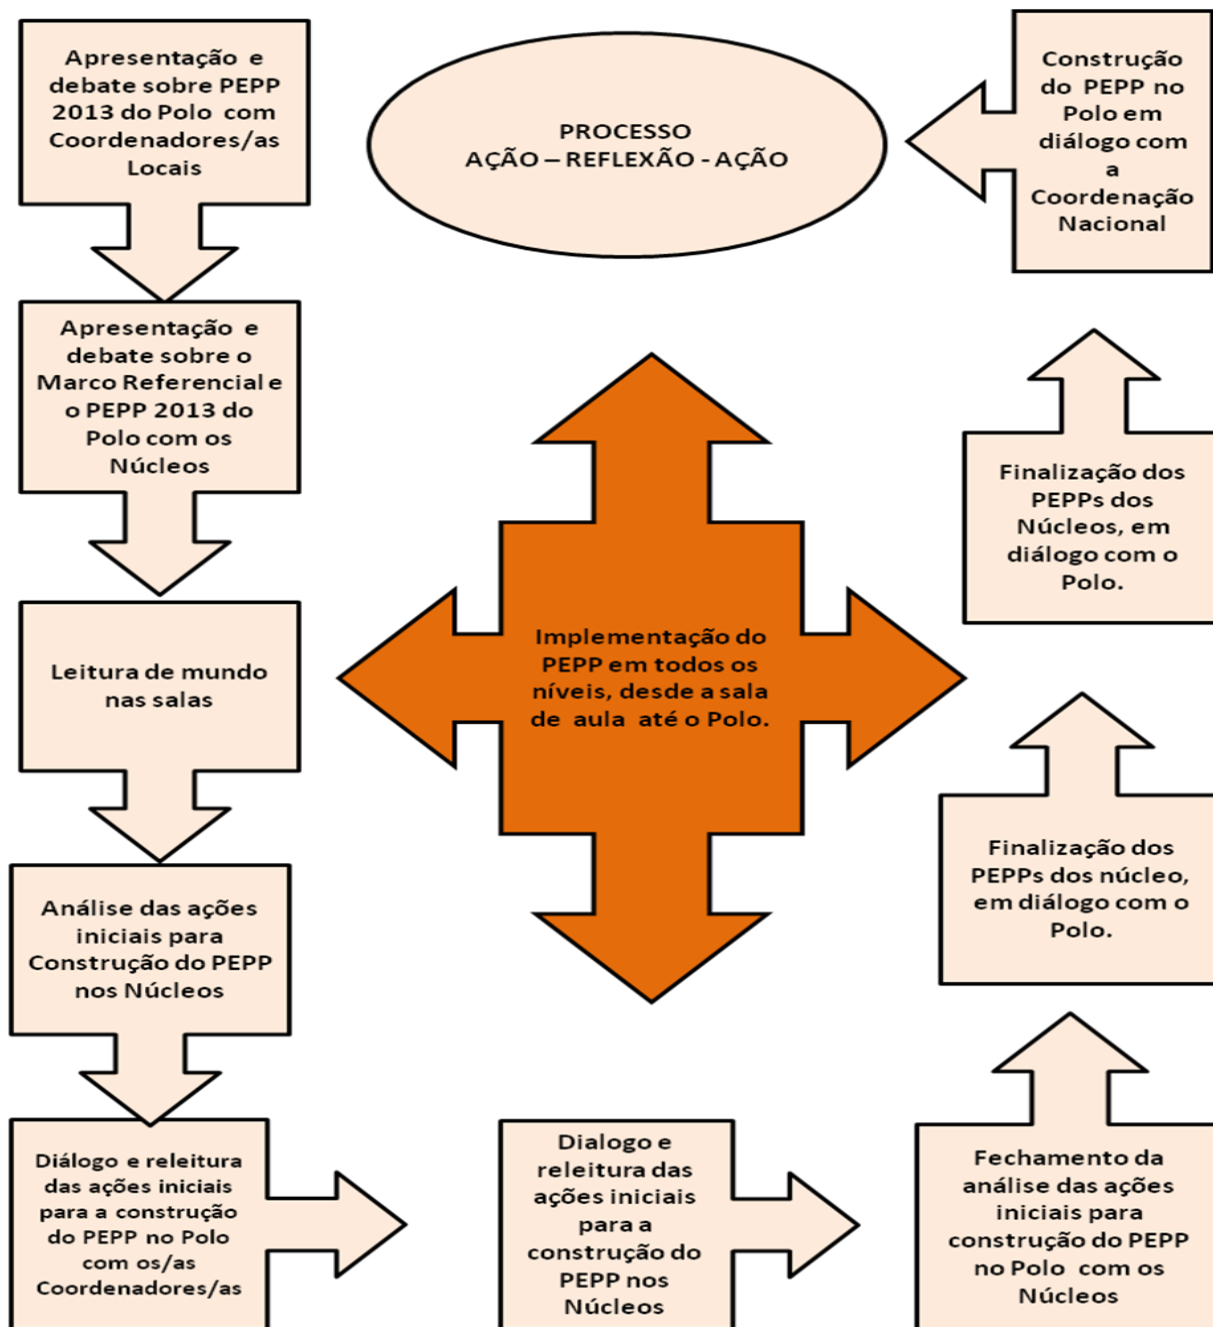 Apresentação e
debate sobre PEPP
2013 do Polo com
Coordenadores/as
Locais
PROCESSO
AÇÃO – REFLEXÃO - AÇÃO
Construção
do PEPP no
Polo em
diálogo com
a
Coordenação
Nacional
Apresentação e
debate sobre o
Marco Referencial e
o PEPP 2013 do
Polo com os
Núcleos
Finalização dos
PEPPs dos
Núcleos, em
diálogo com o
Polo.
Leitura de mundo
nas salas
Implementação do
PEPP em todos os
níveis, desde a sala
de aula até o Polo.
Análise das ações
iniciais para
Construção do PEPP
nos Núcleos
Finalização dos
PEPPs dos núcleo,
em diálogo com o
Polo.
Diálogo e releitura
das ações iniciais
para a construção
do PEPP no Polo
com os/as
Coordenadores/as
Dialogo e
releitura das
ações iniciais
para a
construção do
PEPP nos
Núcleos
Fechamento da
análise das ações
iniciais para
construção do PEPP
no Polo com os
Núcleos